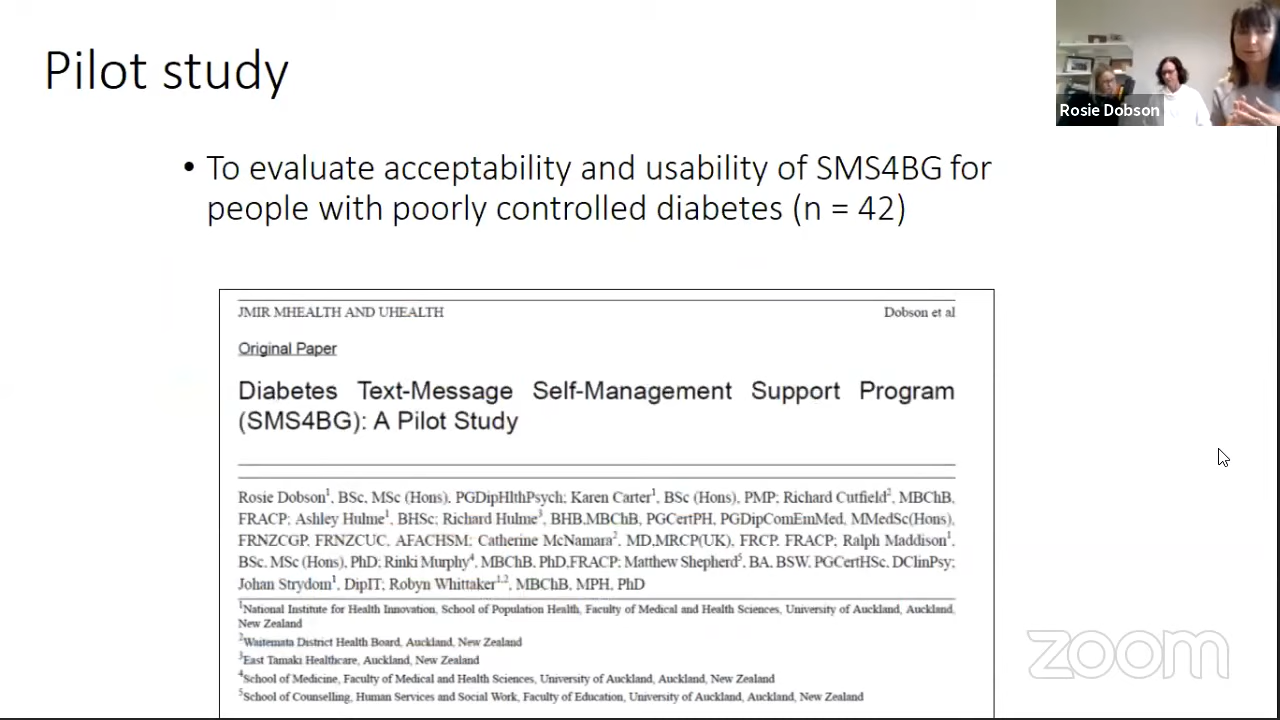 Pilot study
Rosie Dobson
• To evaluate acceptability and usability of SMS4BG for
people with poorly controlled diabetes (n = 42)
JMIR MHEALTH AND UHEALTH Dobson et al
Original Paper
Diabetes Text-Message Self-Management Support Program
(SMS4BG): A Pilot Study
Rosie Dobson1, BSc, MSc (Hons), PGDipHlthPsych; Karen Carter1, BSc (Hons), PMP; Richard Cutfield2, MBChB,
FRACP; Ashley Hulme1, BHSc; Richard Hulme3, BHB,MBChB, PGCertPH, PGDipComEmMed, MMedSc(Hons),
FRNZCGP, FRNZCUC, AFACHSM; Catherine McNamara2, MD,MRCP(UK), FRCP, FRACP; Ralph Maddison1,
BSc, MSc (Hons), PhD; Rinki Murphy4, MBChB, PhD,FRACP; Matthew Shepherd5, BA, BSW, PGCertHSc, DClinPsy;
Johan Strydom1, DipIT; Robyn Whittaker1,2, MBChB, MPH, PhD
1National Institute for Health Innovation, School of Population Health, Faculty of Medical and Health Sciences, University of Auckland, Auckland,
New Zealand
2Waitemata District Health Board, Auckland, New Zealand
3East Tamaki Healthcare, Auckland, New Zealand
4School of Medicine, Faculty of Medical and Health Sciences, University of Auckland, Auckland, New Zealand
5School of Counselling, Human Services and Social Work, Faculty of Education, University of Auckland, Auckland, New Zealand
zoom